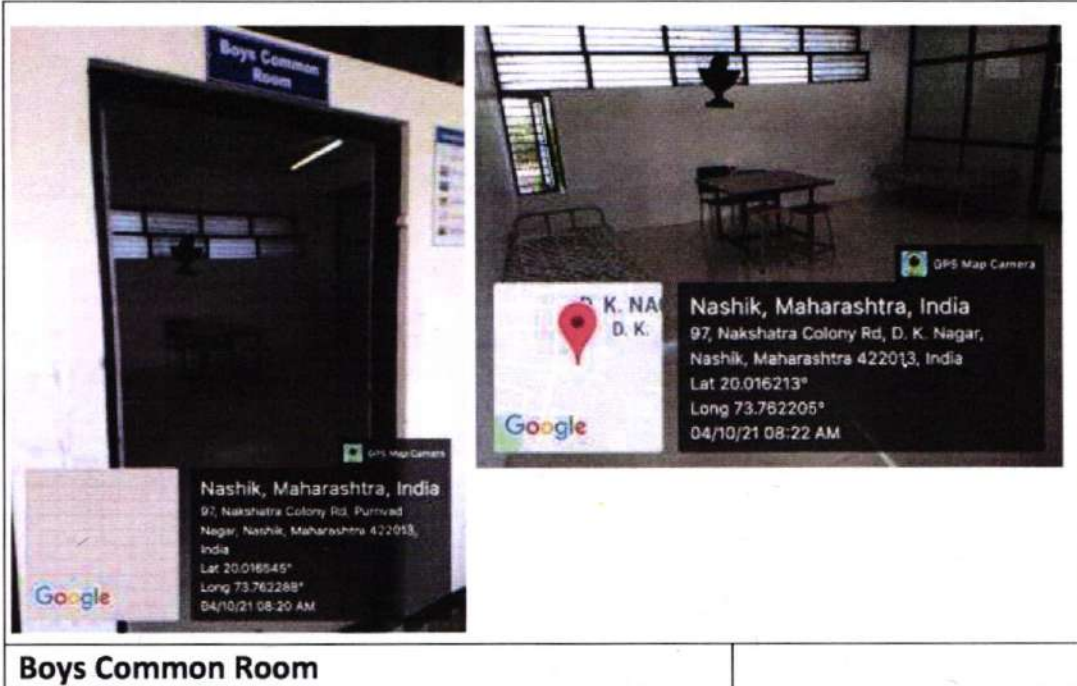 Boys Common
Room
GPS Map Camera
Nashik, Maharashtra, India
97, Nakshatra Colony Rd, Purnvad
Nagar, Nashik, Maharashtra 422013,
India
Lat 20.016545°
Long 73.762288°
04/10/21 08:20 AM
Google
GPS Map Camera
K. NA
D. K.
Google
Nashik, Maharashtra, India
97, Nakshatra Colony Rd, D. K. Nagar,
Nashik, Maharashtra 422013, India
Lat 20.016213°
Long 73.762205°
04/10/21 08:22 AM
Boys Common Room